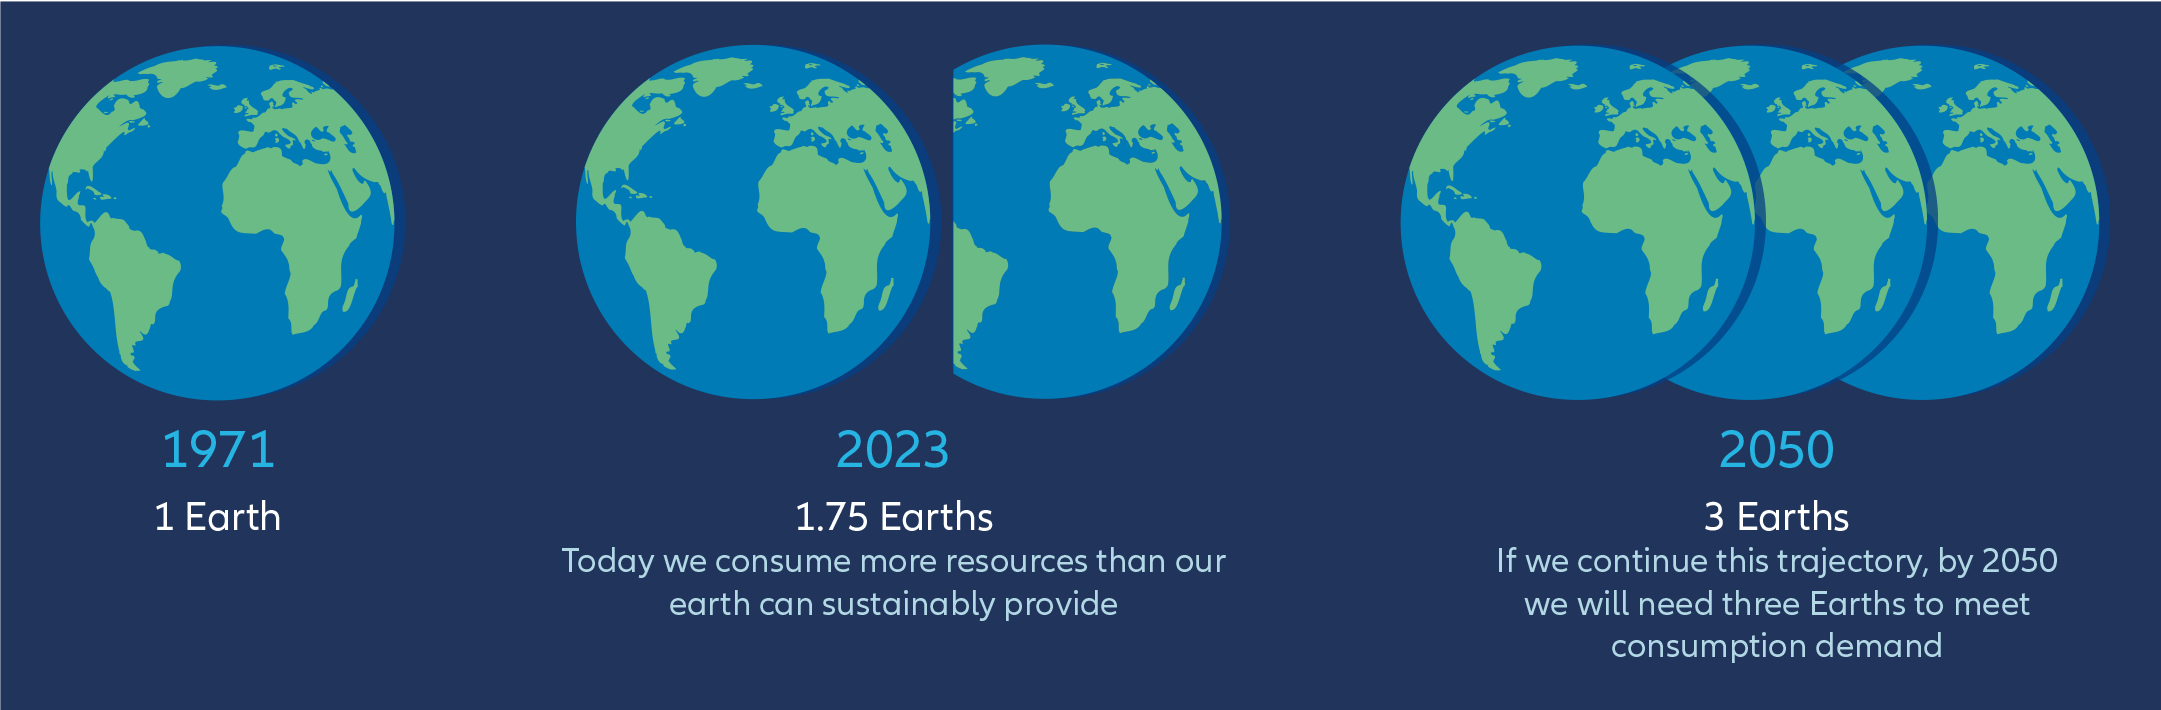 1971
1 Earth
2023
1.75 Earths
Today we consume more resources than our
earth can sustainably provide
2050
3 Earths
If we continue this trajectory, by 2050
we will need three Earths to meet
consumption demand